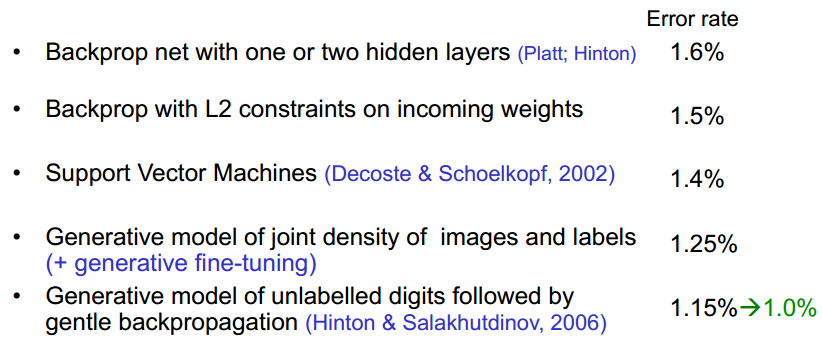 Error rate
• Backprop net with one or two hidden layers (Platt; Hinton) 1.6%
• Backprop with L2 constraints on incoming weights 1.5%
• Support Vector Machines (Decoste & Schoelkopf, 2002) 1.4%
• Generative model of joint density of images and labels 1.25%
(+ generative fine-tuning)
• Generative model of unlabelled digits followed by 1.15%→1.0%
gentle backpropagation (Hinton & Salakhutdinov, 2006)